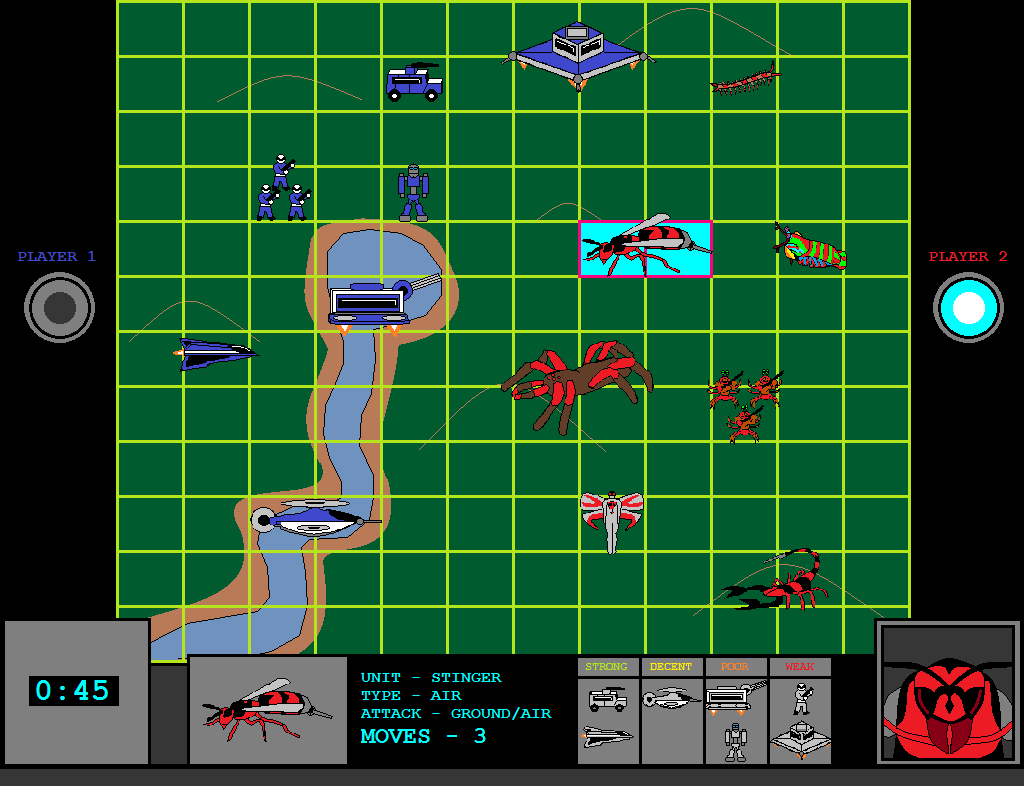 PLAYER 1
PLAYER 2
0:45
UNIT - STINGER
TYPE - AIR
ATTACK - GROUND/AIR
MOVES - 3
STRONG DECENT POOR WEAK